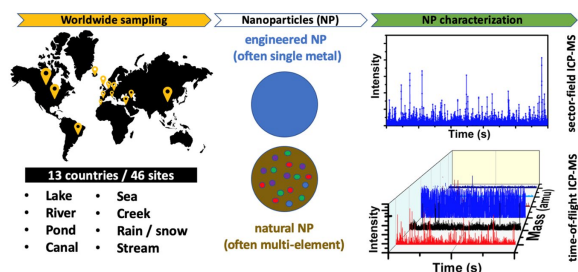 Worldwide sampling
Nanoparticles (NP)
NP characterization
13 countries / 46 sites
• Lake
• River
• Pond
• Canal
• Sea
• Creek
• Rain / snow
• Stream
engineered NP
(often single metal)
natural NP
(often multi-element)
Intensity
Time (s)
sector-field ICP-MS
Intensity
Time (s)
Mass (amu)
time-of-flight ICP-MS